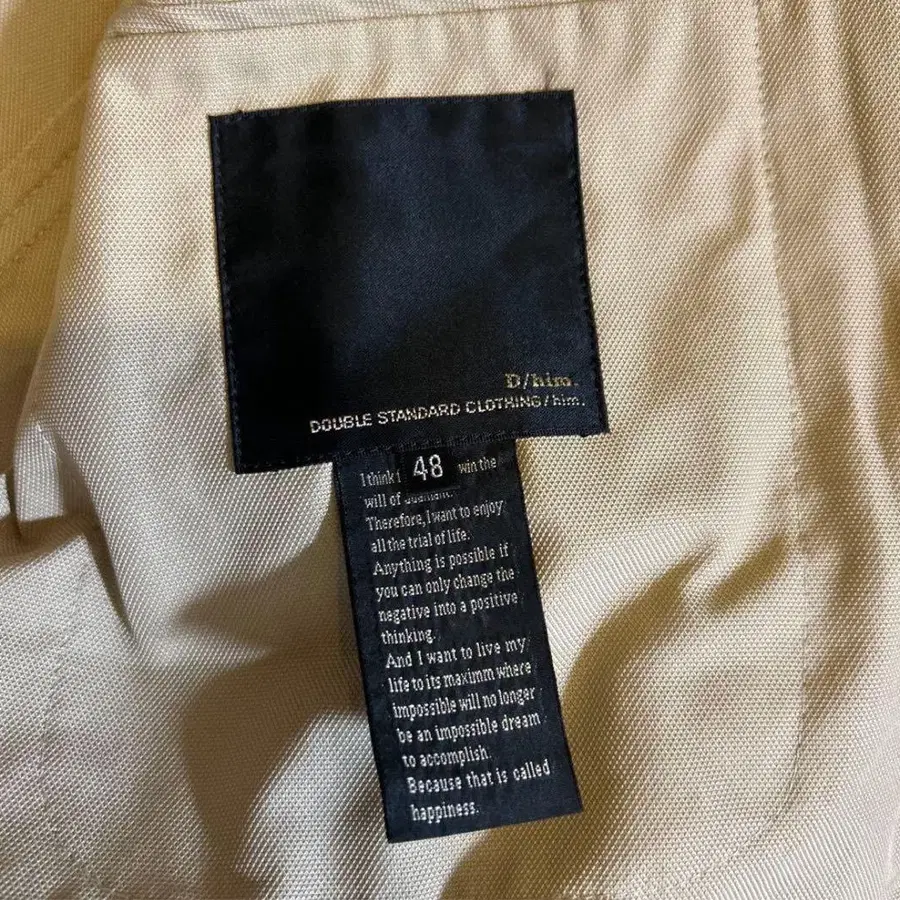 D/him.
DOUBLE STANDARD CLOTHING/him.
48
I think win the
will of
Therefore, I want to enjoy
all the trial of life.
Anything is possible if
you can only change the
negative into a positive
thinking.
And I want to live my
life to its maximm where
impossible will no longer
be an impossible dream
to accomplish.
Because that is called
happiness.